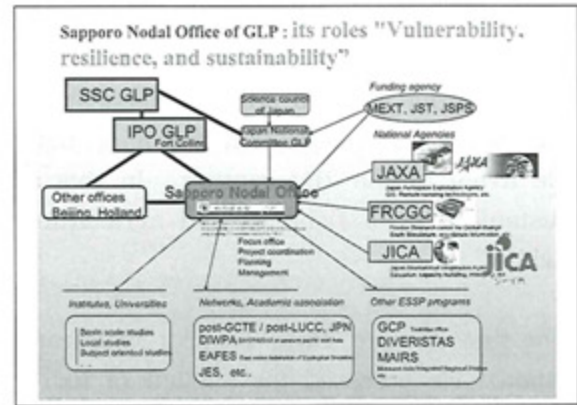 Sapporo Nodal Office of GLP : its roles "Vulnerability,
resilience, and sustainability"
SSC GLP
IPO GLP
Fort Collins
Science council
of Japan
Japan National
Committee GLP
Funding agency
MEXT, JST, JSPS
National Agencies
JAXA
JAXA
Other offices
Beijing, Holland
Sapporo Nodal Office
FRCGC
JICA
JICA
Focus office
Project coordination
Planning
Management
Institutes, Universities
Basin scale studies
Local studies
Subject oriented studies
Networks, Academic association
post-GCTE / post-LUCC, JPN
DIWPA
EAFES
JES, etc..
Other ESSP programs
GCP
DIVERISTAS
MAIRS